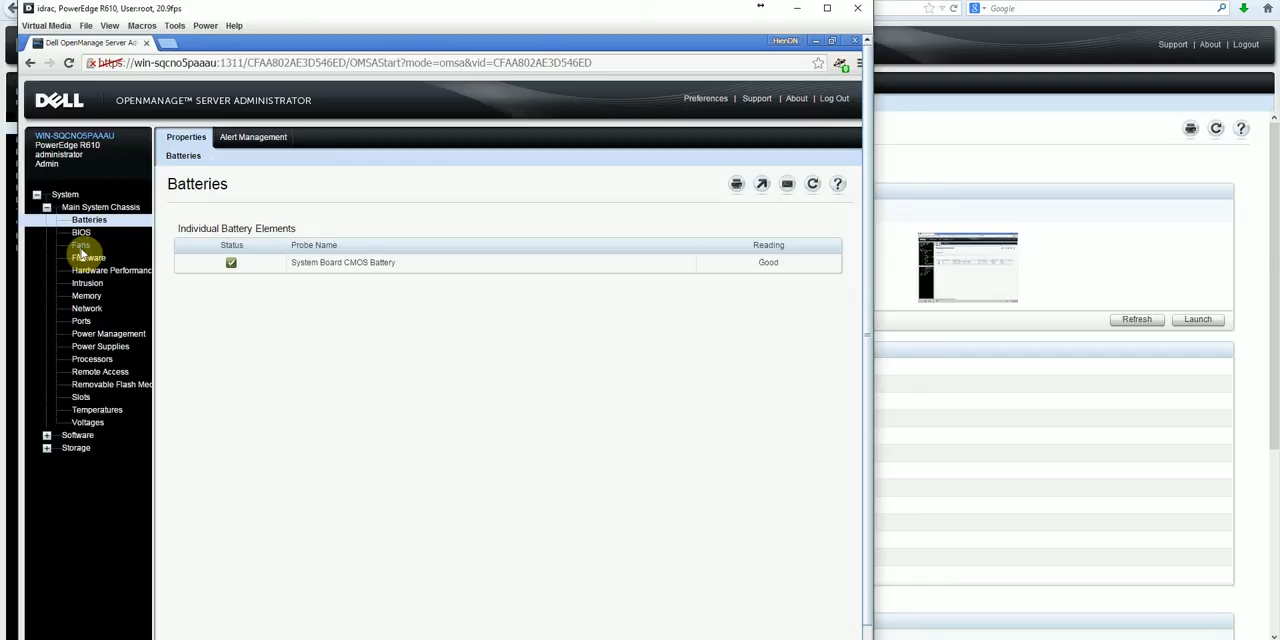 idrac, PowerEdge R610, User:root, 20.9fps
Virtual Media File View Macros Tools Power Help
Google
Dell OpenManage Server Ad
HienDN
https://win-sqcno5paaau:1311/CFAA802AE3D546ED/OMSAStart?mode=omsa&vid=CFAA802AE3D546ED
Support | About | Logout
DELL OPENMANAGE™ SERVER ADMINISTRATOR
Preferences | Support | About | Log Out
WIN-SQCNO5PAAAU
PowerEdge R610
administrator
Admin
Properties Alert Management
Batteries
Batteries
System
Main System Chassis
Batteries
BIOS
Fans
Firmware
Hardware Performanc
Intrusion
Memory
Network
Ports
Power Management
Power Supplies
Processors
Remote Access
Removable Flash Med
Slots
Temperatures
Voltages
Software
Storage
Individual Battery Elements
Status Probe Name Reading
System Board CMOS Battery Good
Refresh Launch